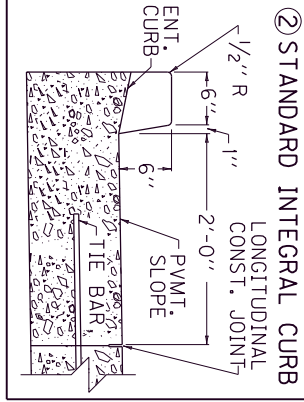 ② STANDARD INTEGRAL CURB
LONGITUDINAL
CONST. JOINT
1/2" R
6"
1"
2'-0"
ENT.
CURB
6"
PVMT.
SLOPE
TIE BAR